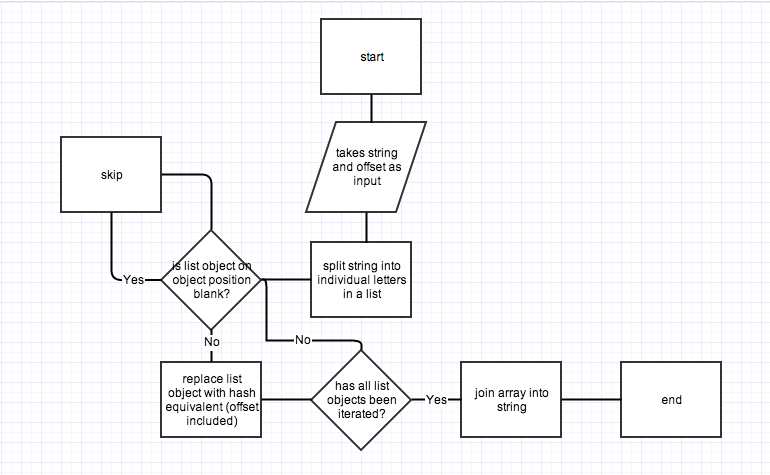 start
takes string
and offset as
input
skip
is list object on
object position
blank?
Yes
split string into
individual letters
in a list
No
No
replace list
object with hash
equivalent (offset
included)
has all list
objects been
iterated?
Yes
join array into
string
end